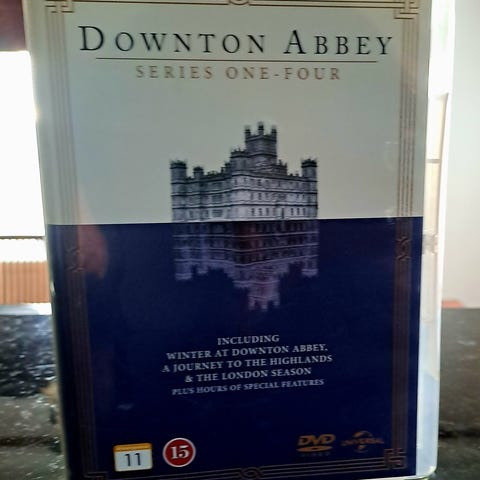 DOWNTON ABBEY
SERIES ONE-FOUR
INCLUDING
WINTER AT DOWNTON ABBEY,
A JOURNEY TO THE HIGHLANDS
& THE LONDON SEASON
PLUS HOURS OF SPECIAL FEATURES
11
15
DVD
VIDEO
UNIVERSAL